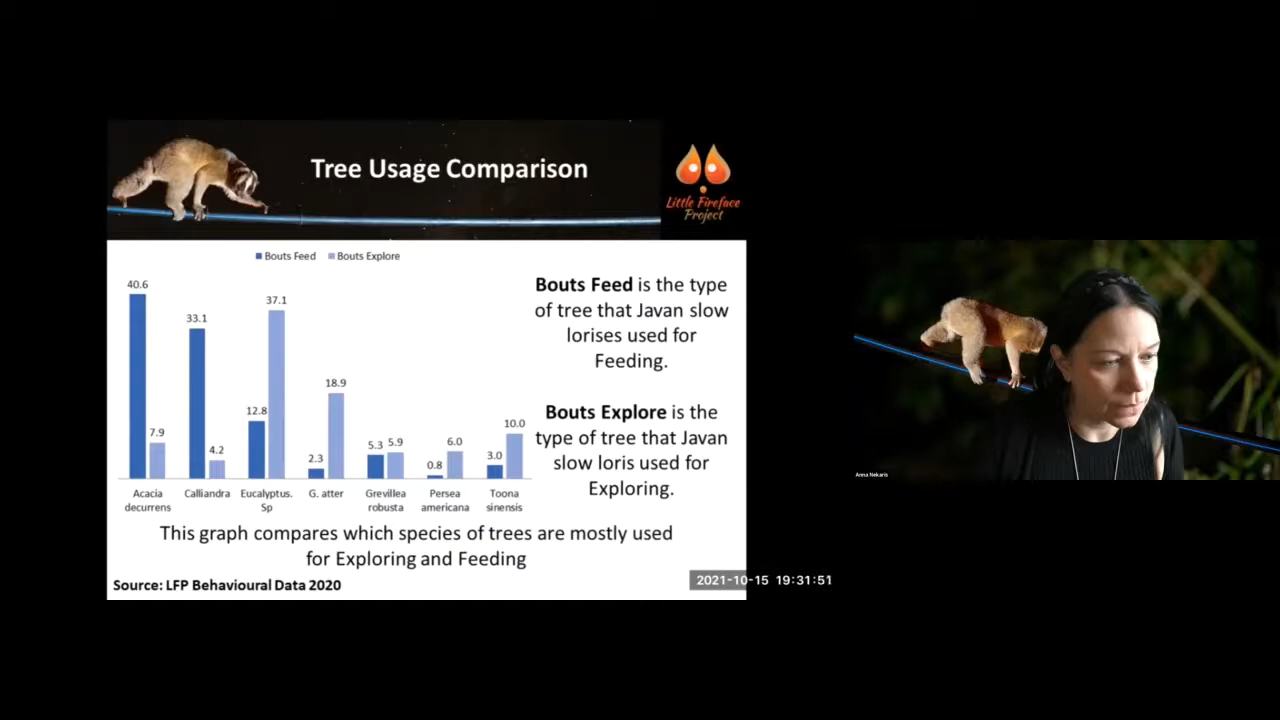 Tree Usage Comparison
Little Fireface
Project
Bouts Feed
Bouts Explore
40.6
7.9
33.1
4.2
12.8
37.1
2.3
18.9
5.3
5.9
0.8
6.0
3.0
10.0
Acacia
decurrens
Calliandra
Eucalyptus.
Sp
G. atter
Grevillea
robusta
Persea
americana
Toona
sinensis
Bouts Feed is the type
of tree that Javan slow
lorises used for
Feeding.
Bouts Explore is the
type of tree that Javan
slow loris used for
Exploring.
This graph compares which species of trees are mostly used
for Exploring and Feeding
Source: LFP Behavioural Data 2020
2021-10-15 19:31:51
Anna Nekaris